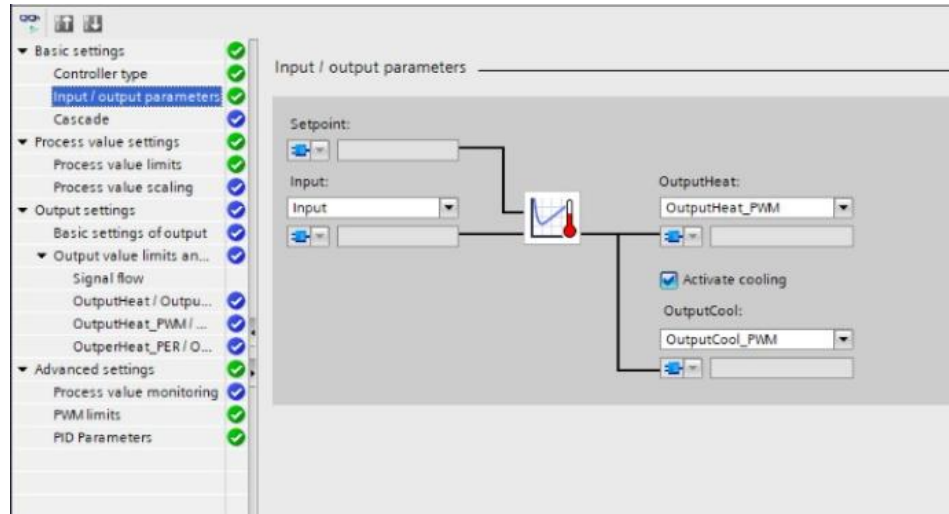 Basic settings
Controller type
Input / output parameters
Cascade
Process value settings
Process value limits
Process value scaling
Output settings
Basic settings of output
Output value limits an...
Signal flow
OutputHeat / Outpu...
OutputHeat_PWM / ...
OutperHeat_PER / O...
Advanced settings
Process value monitoring
PWM limits
PID Parameters
Input / output parameters
Setpoint:
Input:
Input
OutputHeat:
OutputHeat_PWM
Activate cooling
OutputCool:
OutputCool_PWM